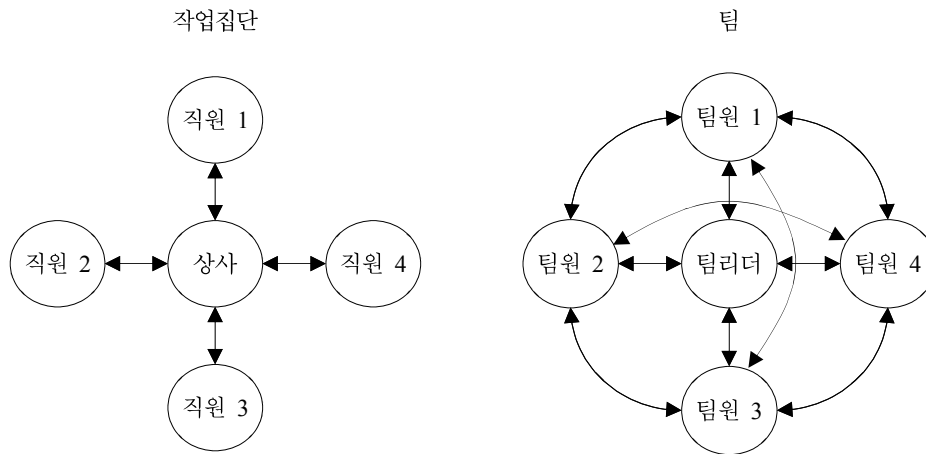 작업집단
직원 1
직원 2
상사
직원 4
직원 3
팀
팀원 1
팀원 2
팀리더
팀원 4
팀원 3